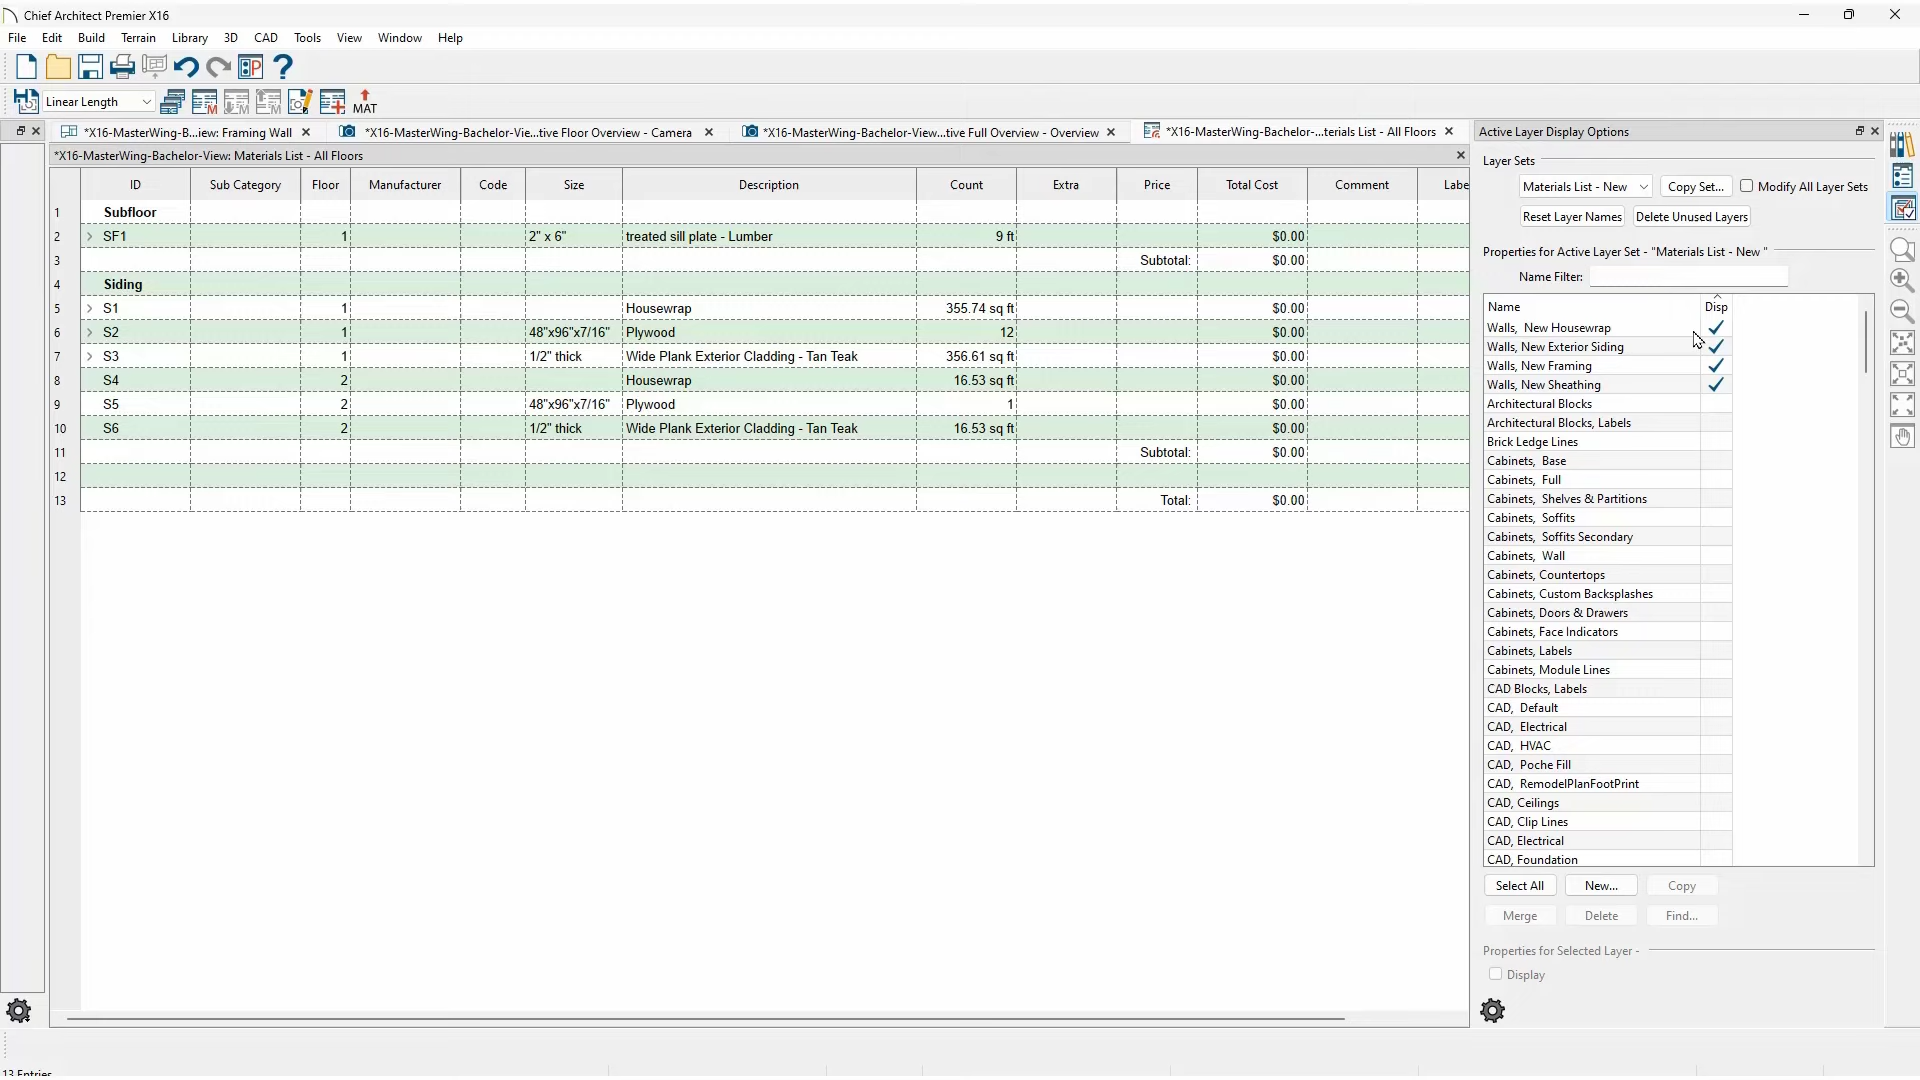 Chief Architect Premier X16
File Edit Build Terrain Library 3D CAD Tools View Window Help
Linear Length MAT
*X16-MasterWing-B...iew: Framing Wall *X16-MasterWing-Bachelor-Vie...tive Floor Overview - Camera *X16-MasterWing-Bachelor-View...tive Full Overview - Overview *X16-MasterWing-Bachelor-...terials List - All Floors
*X16-MasterWing-Bachelor-View: Materials List - All Floors
ID Sub Category Floor Manufacturer Code Size Description Count Extra Price Total Cost Comment Labe
1 Subfloor
2 SF1 1 2" x 6" treated sill plate - Lumber 9 ft $0.00
3 Subtotal: $0.00
4 Siding
5 S1 1 Housewrap 355.74 sq ft $0.00
6 S2 1 48"x96"x7/16" Plywood 12 $0.00
7 S3 1 1/2" thick Wide Plank Exterior Cladding - Tan Teak 356.61 sq ft $0.00
8 S4 2 Housewrap 16.53 sq ft $0.00
9 S5 2 48"x96"x7/16" Plywood 1 $0.00
10 S6 2 1/2" thick Wide Plank Exterior Cladding - Tan Teak 16.53 sq ft $0.00
11 Subtotal: $0.00
12
13 Total: $0.00
Active Layer Display Options
Layer Sets
Materials List - New Copy Set... Modify All Layer Sets
Reset Layer Names Delete Unused Layers
Properties for Active Layer Set - "Materials List - New "
Name Filter:
Name Disp
Walls, New Housewrap
Walls, New Exterior Siding
Walls, New Framing
Walls, New Sheathing
Architectural Blocks
Architectural Blocks, Labels
Brick Ledge Lines
Cabinets, Base
Cabinets, Full
Cabinets, Shelves & Partitions
Cabinets, Soffits
Cabinets, Soffits Secondary
Cabinets, Wall
Cabinets, Countertops
Cabinets, Custom Backsplashes
Cabinets, Doors & Drawers
Cabinets, Face Indicators
Cabinets, Labels
Cabinets, Module Lines
CAD Blocks, Labels
CAD, Default
CAD, Electrical
CAD, HVAC
CAD, Poche Fill
CAD, RemodelPlanFootPrint
CAD, Ceilings
CAD, Clip Lines
CAD, Electrical
CAD, Foundation
Select All New... Copy
Merge Delete Find...
Properties for Selected Layer -
Display
13 Entries